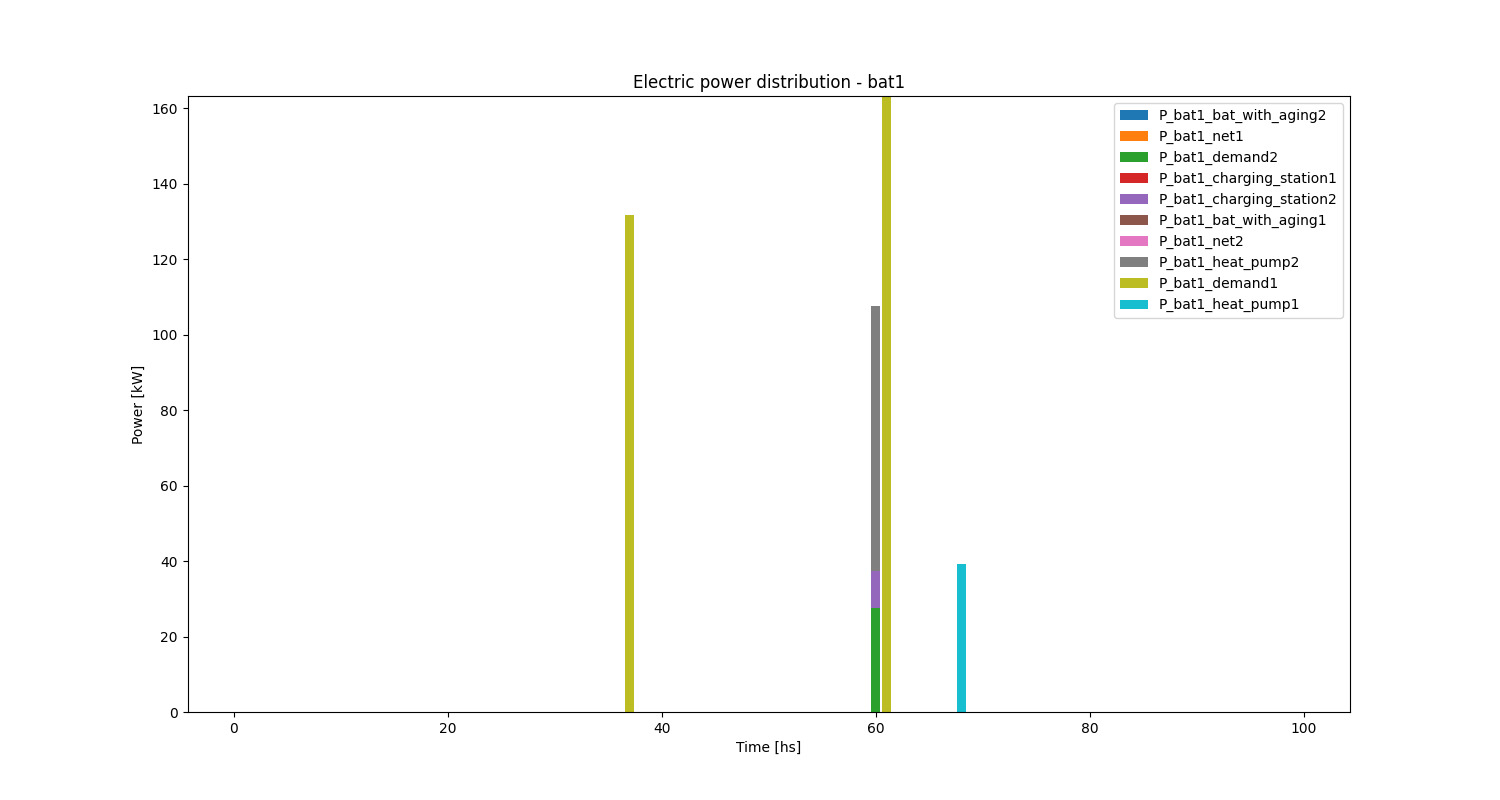 Electric power distribution - bat1
160
140
120
100
80
60
40
20
0
Power [kW]
0 20 40 60 80 100
Time [hs]
P_bat1_bat_with_aging2
P_bat1_net1
P_bat1_demand2
P_bat1_charging_station1
P_bat1_charging_station2
P_bat1_bat_with_aging1
P_bat1_net2
P_bat1_heat_pump2
P_bat1_demand1
P_bat1_heat_pump1